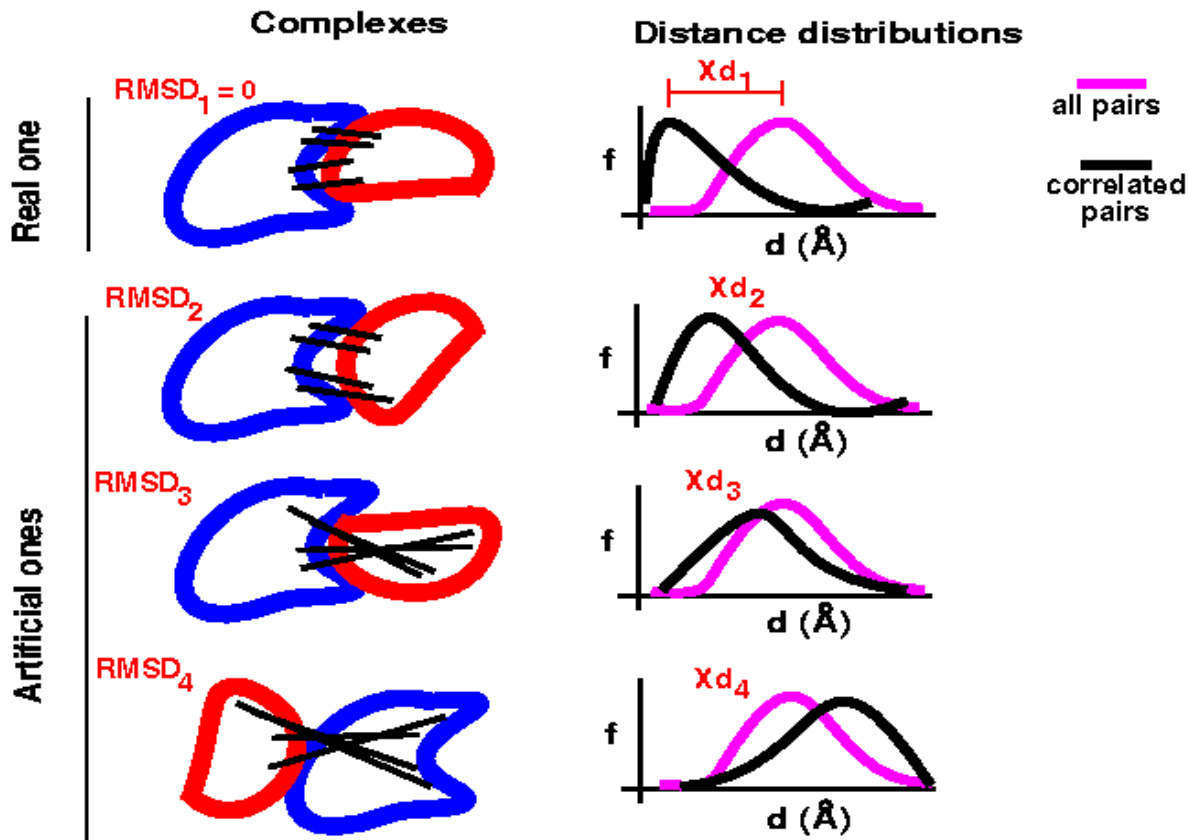 Complexes
Distance distributions
Real one
RMSD₁ = 0
Xd₁
f
d (Å)
all pairs
correlated
pairs
Artificial ones
RMSD₂
Xd₂
f
d (Å)
RMSD₃
Xd₃
f
d (Å)
RMSD₄
Xd₄
f
d (Å)